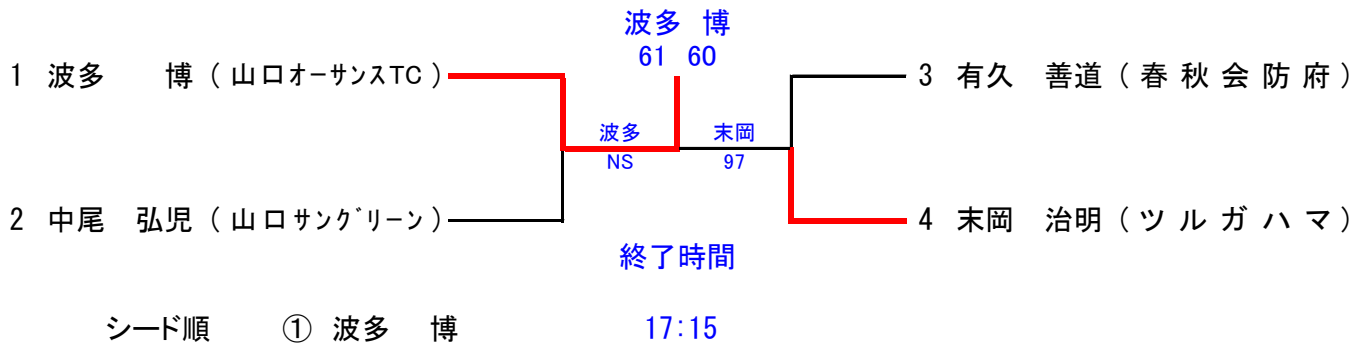 波多 博
61 60
1 波多 博 ( 山口オーサンスTC )
3 有久 善道 ( 春秋会防府 )
波多
末岡
NS
97
2 中尾 弘児 ( 山口サングリーン )
4 末岡 治明 ( ツルガハマ )
終了時間
シード順 ① 波多 博 17:15